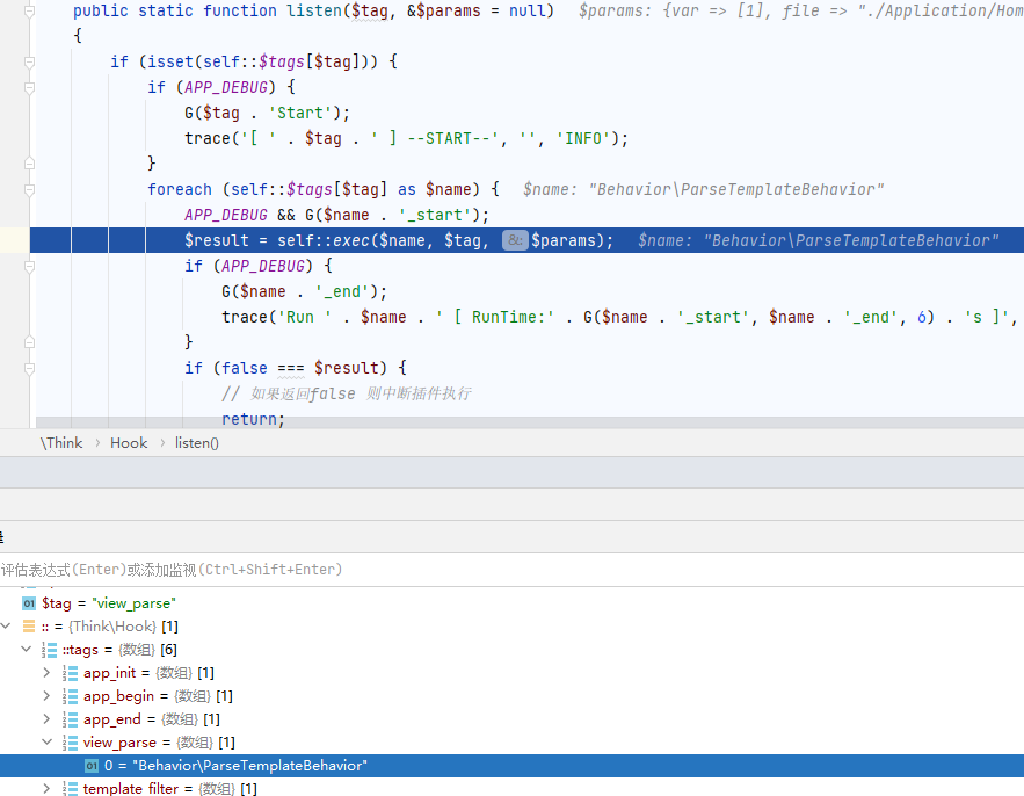 public static function listen($tag, &$params = null) $params: {var => [1], file => "./Application/Hom
{
if (isset(self::$tags[$tag])) {
if (APP_DEBUG) {
G($tag . 'Start');
trace('[ ' . $tag . ' ] --START--', '', 'INFO');
}
foreach (self::$tags[$tag] as $name) { $name: "Behavior\ParseTemplateBehavior"
APP_DEBUG && G($name . '_start');
$result = self::exec($name, $tag, &: $params); $name: "Behavior\ParseTemplateBehavior"
if (APP_DEBUG) {
G($name . '_end');
trace('Run ' . $name . ' [ RunTime:' . G($name . '_start', $name . '_end', 6) . 's ]',
}
if (false === $result) {
// 如果返回false 则中断插件执行
return;
\Think > Hook > listen()
评估表达式(Enter)或添加监视(Ctrl+Shift+Enter)
01 $tag = "view_parse"
:: = {Think\Hook} [1]
::tags = {数组} [6]
app_init = {数组} [1]
app_begin = {数组} [1]
app_end = {数组} [1]
view_parse = {数组} [1]
01 0 = "Behavior\ParseTemplateBehavior"
template_filter = {数组} [1]